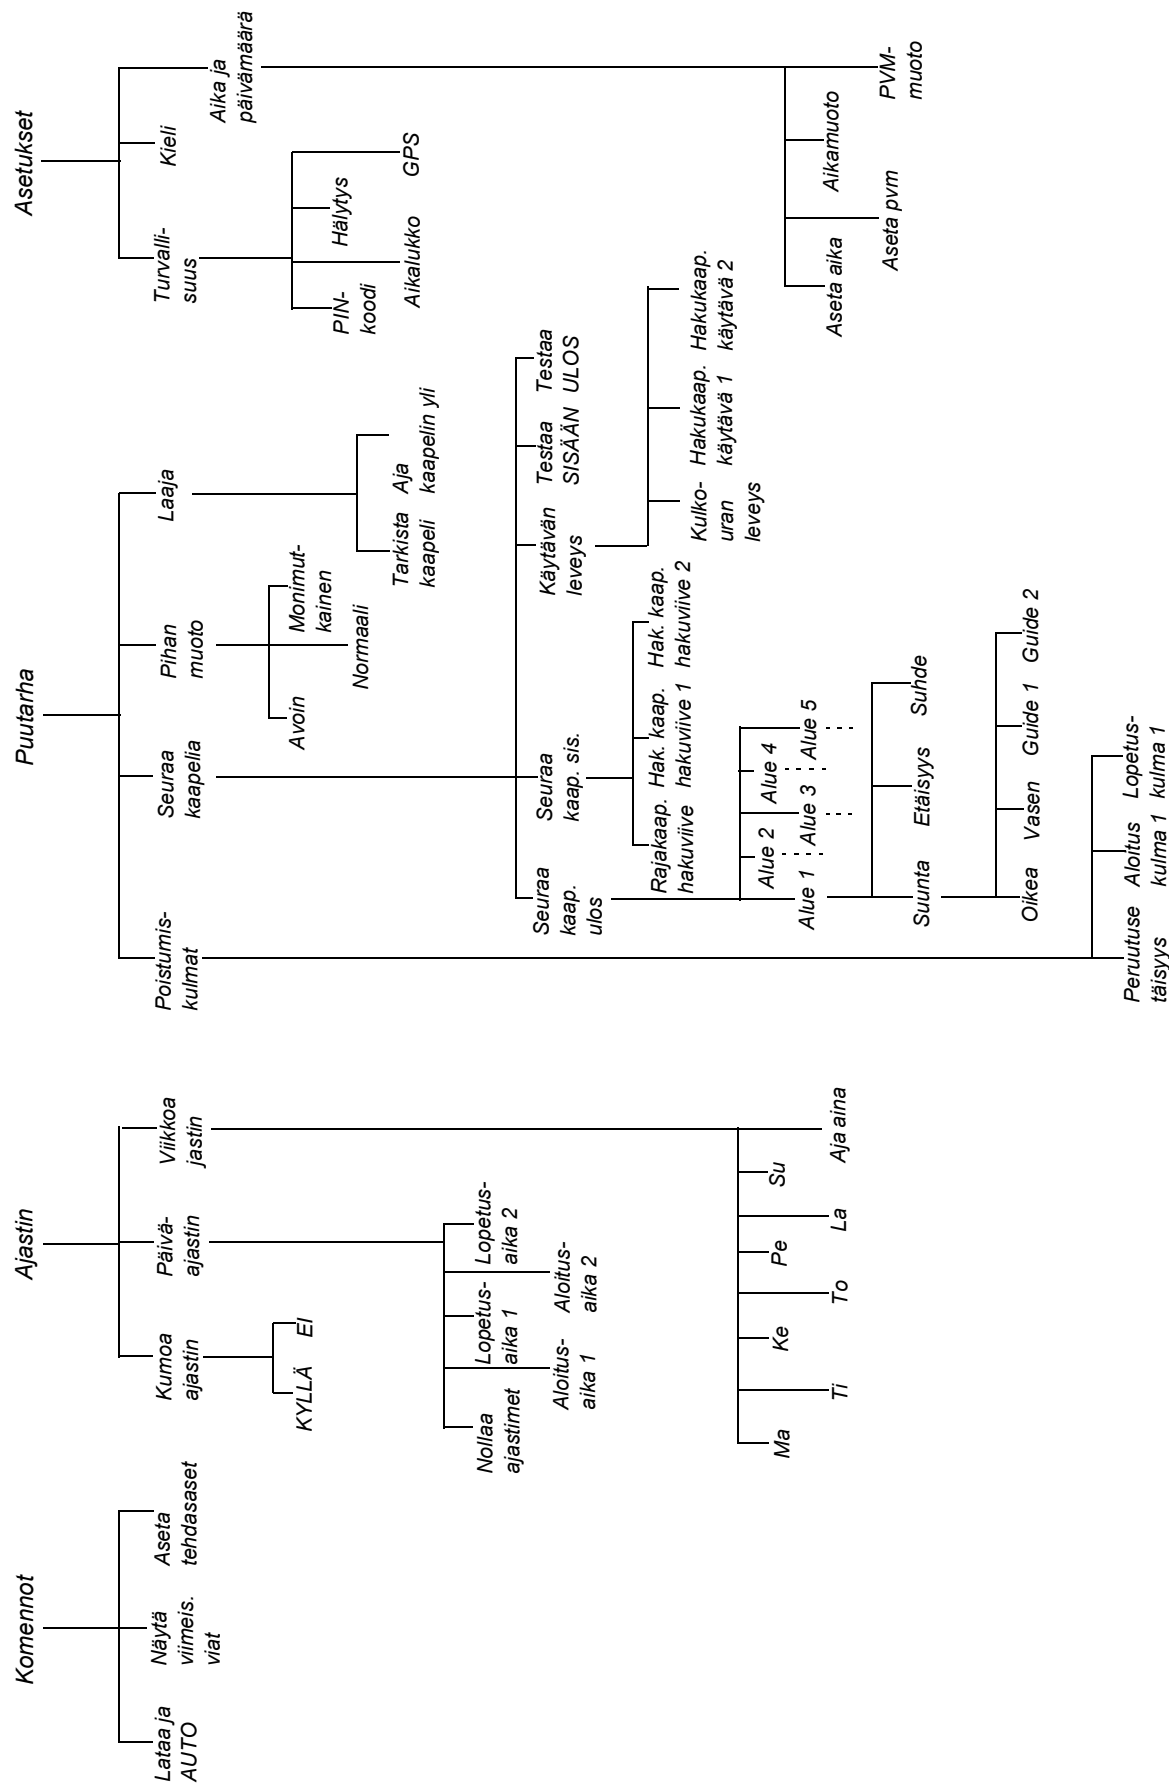 Komennot
Lataa ja
AUTO
Näytä
viimeis.
viat
Aseta
tehdasaset
Ajastin
Kumoa
ajastin
KYLLÄ
EI
Päivä-
ajastin
Nollaa
ajastimet
Aloitus-
aika 1
Lopetus-
aika 1
Aloitus-
aika 2
Lopetus-
aika 2
Viikkoa
jastin
Ma
Ti
Ke
To
Pe
La
Su
Aja aina
Puutarha
Poistumis-
kulmat
Peruutuse
täisyys
Aloitus
kulma 1
Lopetus-
kulma 1
Seuraa
kaapelia
Seuraa
kaap.
ulos
Alue 1
Alue 2
Alue 3
Alue 4
Alue 5
Suunta
Etäisyys
Suhde
Oikea
Vasen
Guide 1
Guide 2
Seuraa
kaap. sis.
Rajakaap.
hakuviive
Hak. kaap.
hakuviive 1
Hak. kaap.
hakuviive 2
Käytävän
leveys
Kulko-
uran
leveys
Hakukaap.
käytävä 1
Hakukaap.
käytävä 2
Testaa
SISÄÄN
Testaa
ULOS
Pihan
muoto
Avoin
Normaali
Monimut-
kainen
Laaja
Tarkista
kaapeli
Aja
kaapelin yli
Asetukset
Turvalli-
suus
PIN-
koodi
Aikalukko
Hälytys
GPS
Kieli
Aika ja
päivämäärä
Aseta aika
Aseta pvm
Aikamuoto
PVM-
muoto